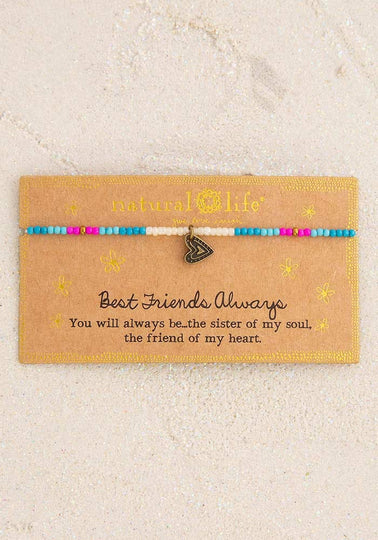 natural life®
Best Friends Always
You will always be...the sister of my soul,
the friend of my heart.